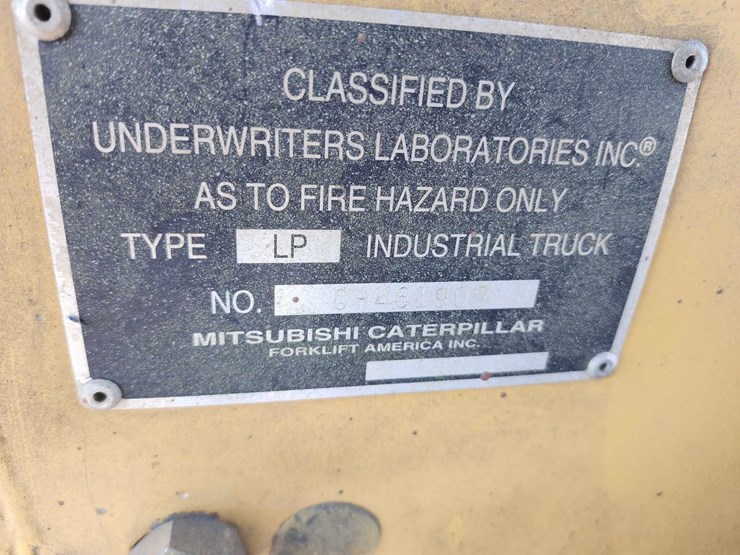 CLASSIFIED BY
UNDERWRITERS LABORATORIES INC.®
AS TO FIRE HAZARD ONLY
TYPE LP INDUSTRIAL TRUCK
NO.
MITSUBISHI CATERPILLAR
FORKLIFT AMERICA INC.